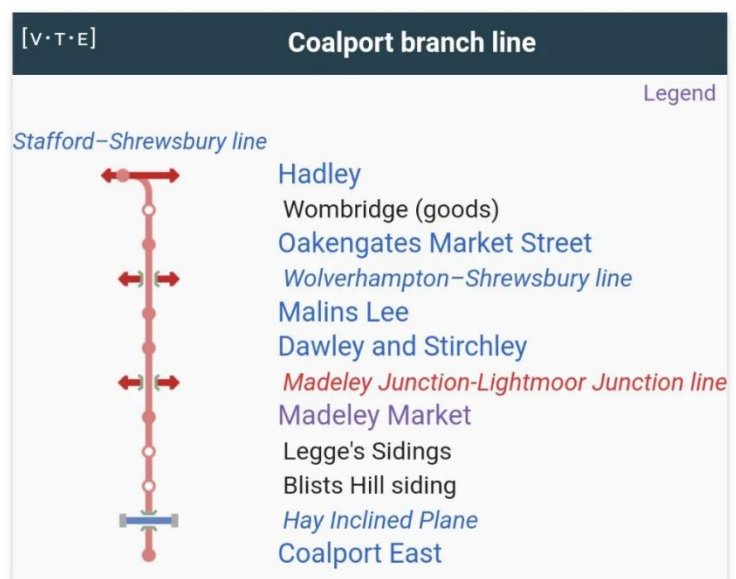 [V·T·E]
Coalport branch line
Legend
Stafford–Shrewsbury line
Hadley
Wombridge (goods)
Oakengates Market Street
Wolverhampton–Shrewsbury line
Malins Lee
Dawley and Stirchley
Madeley Junction-Lightmoor Junction line
Madeley Market
Legge's Sidings
Blists Hill siding
Hay Inclined Plane
Coalport East